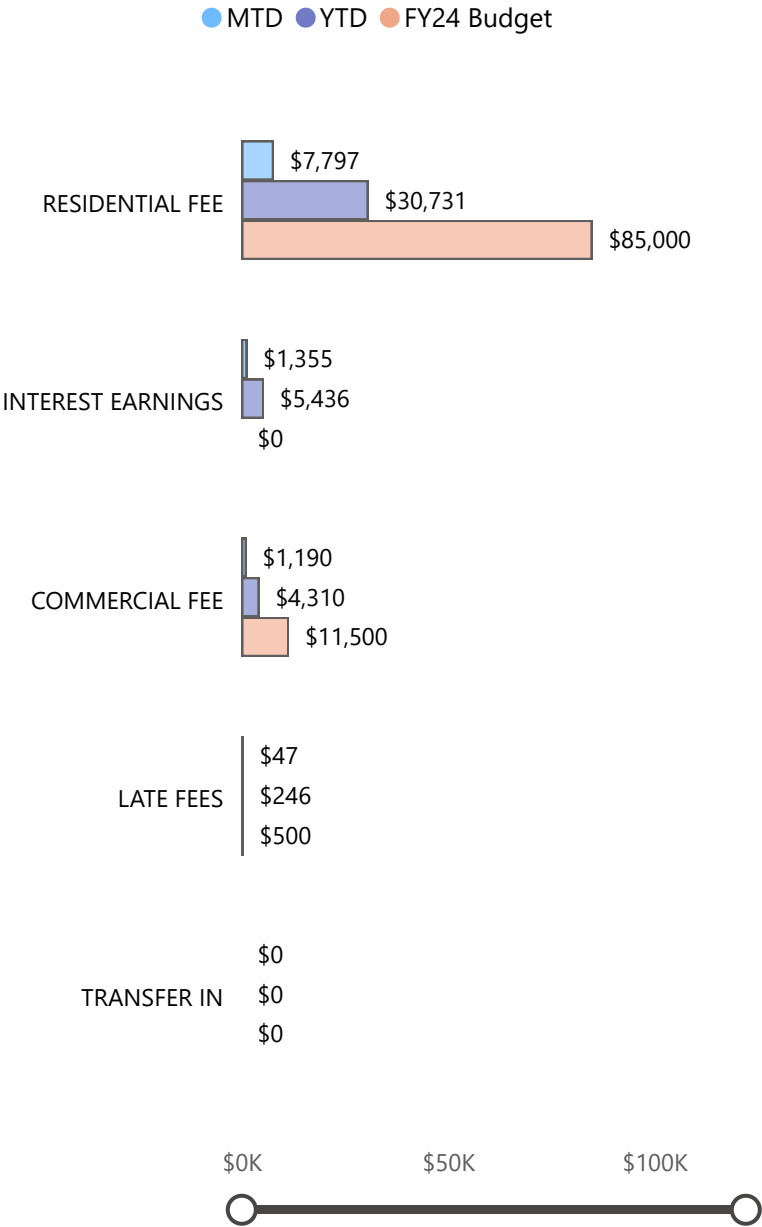 MTD YTD FY24 Budget
$7,797
RESIDENTIAL FEE $30,731
$85,000
$1,355
INTEREST EARNINGS $5,436
$0
$1,190
COMMERCIAL FEE $4,310
$11,500
$47
LATE FEES $246
$500
$0
TRANSFER IN $0
$0
$0K $50K $100K